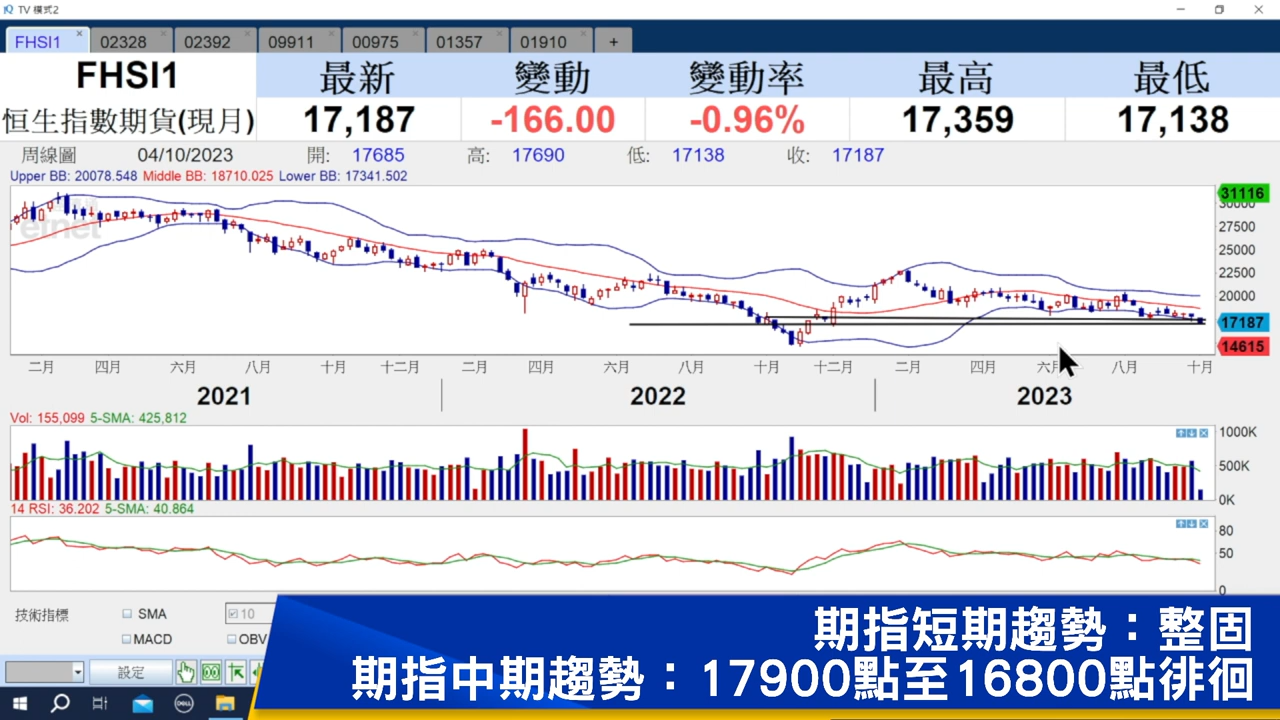 TV 模式2
FHSI1 02328 02392 09911 00975 01357 01910 +
FHSI1 最新 變動 變動率 最高 最低
恒生指數期貨(現月) 17,187 -166.00 -0.96% 17,359 17,138
周線圖 04/10/2023 開: 17685 高: 17690 低: 17138 收: 17187
Upper BB: 20078.548 Middle BB: 18710.025 Lower BB: 17341.502
etnet
31116
30000
27500
25000
22500
20000
17187
14615
二月 四月 六月 八月 十月 十二月 二月 四月 六月 八月 十月 十二月 二月 四月 六月 八月 十月
2021 2022 2023
Vol: 155,099 5-SMA: 425,812
1000K
500K
0K
14 RSI: 36.202 5-SMA: 40.864
80
50
0
技術指標 SMA 10
MACD OBV
設定
DELL
期指短期趨勢：整固
期指中期趨勢：17900點至16800點徘徊